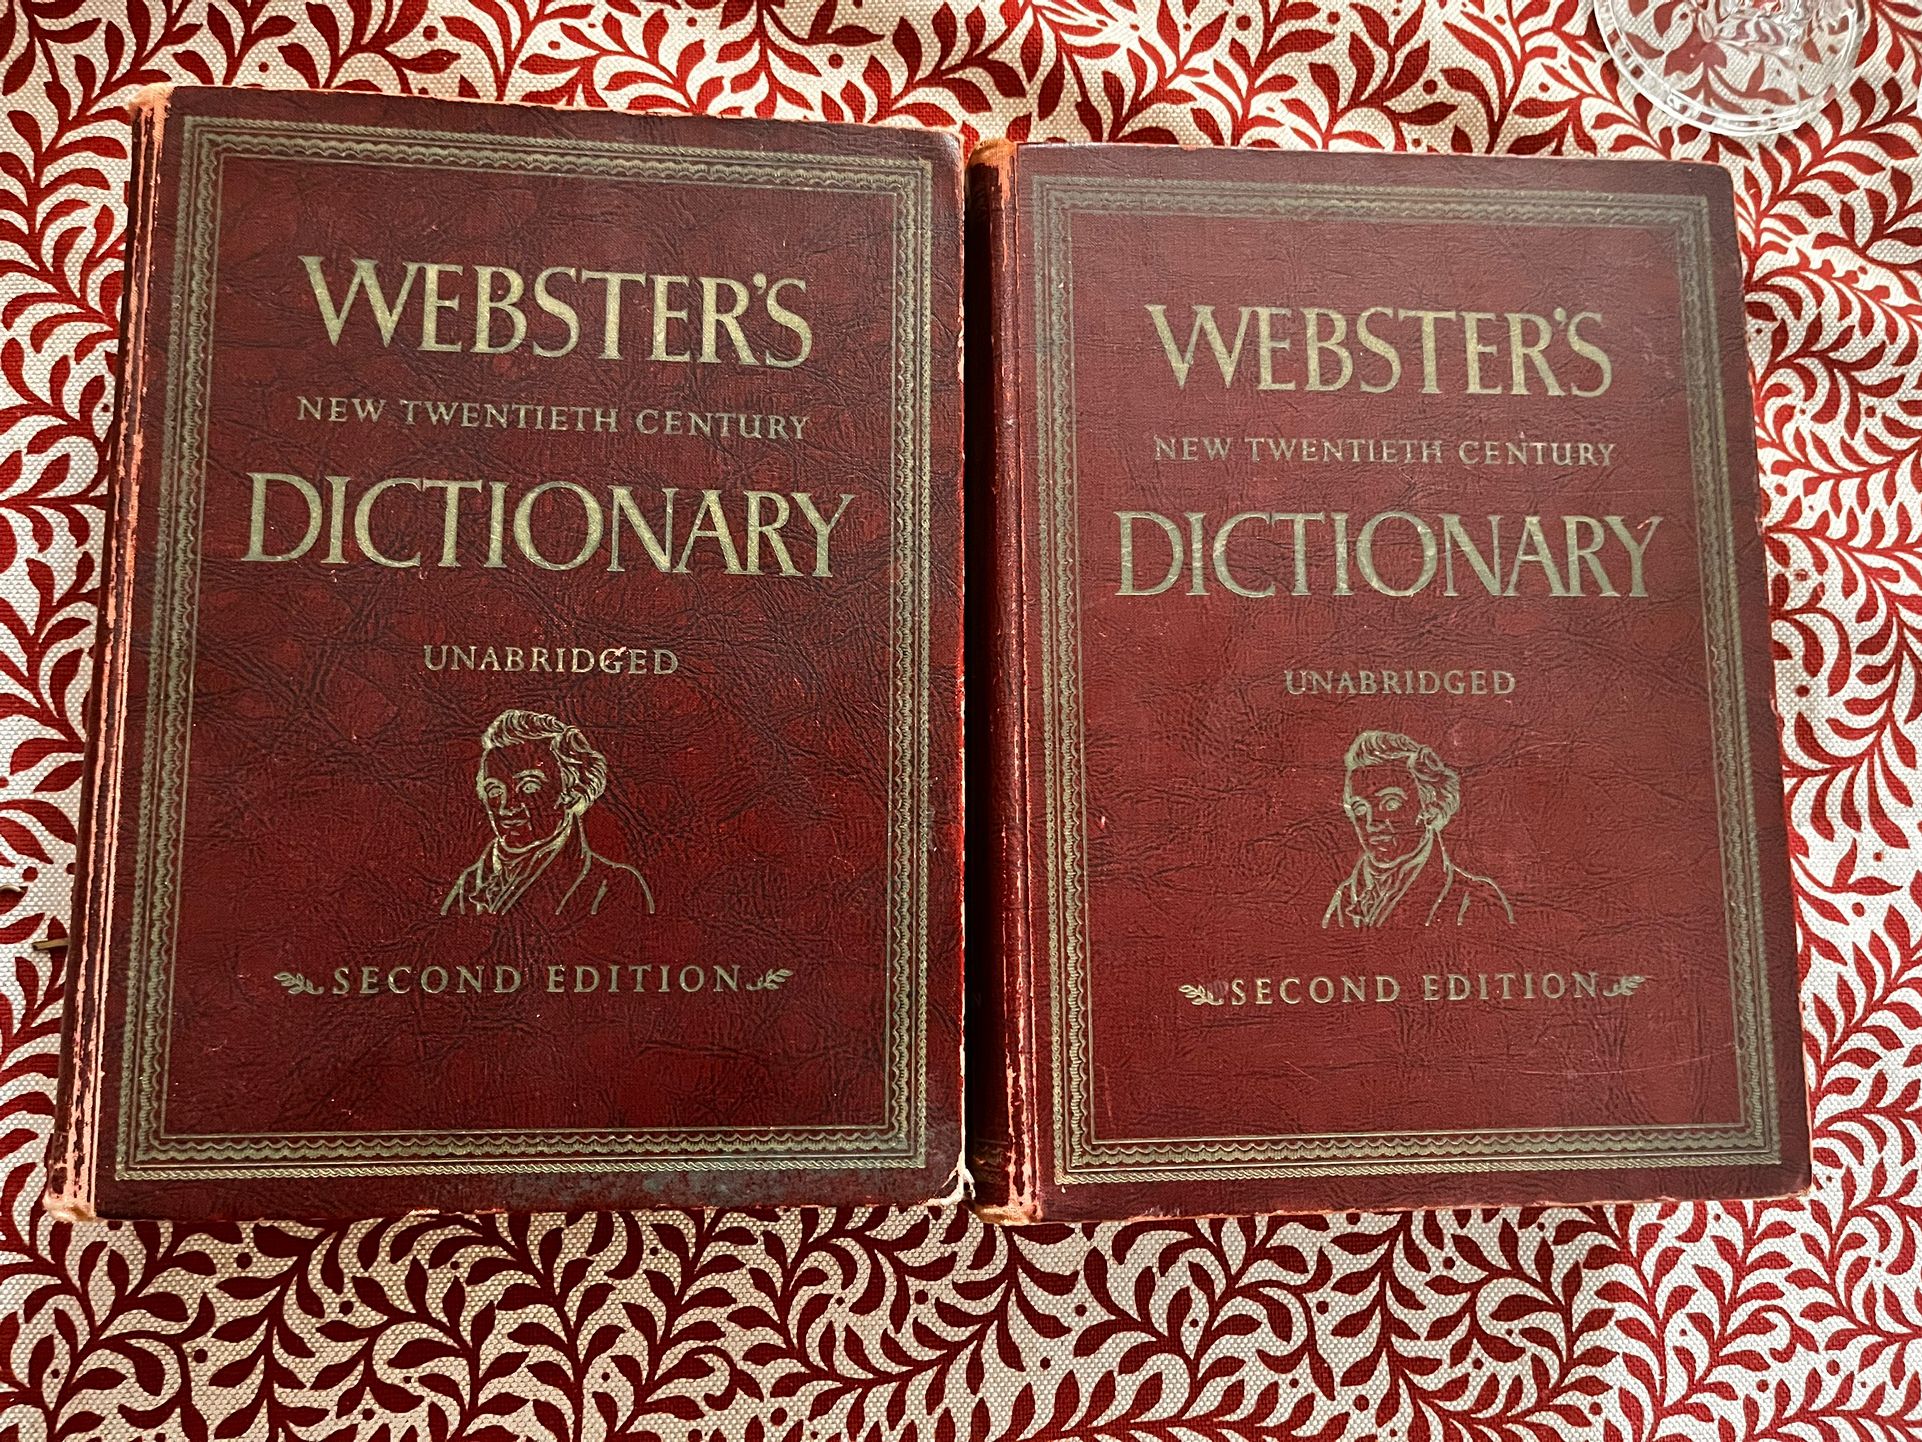 WEBSTER'S
NEW TWENTIETH CENTURY
DICTIONARY
UNABRIDGED
SECOND EDITION
WEBSTER'S
NEW TWENTIETH CENTURY
DICTIONARY
UNABRIDGED
SECOND EDITION